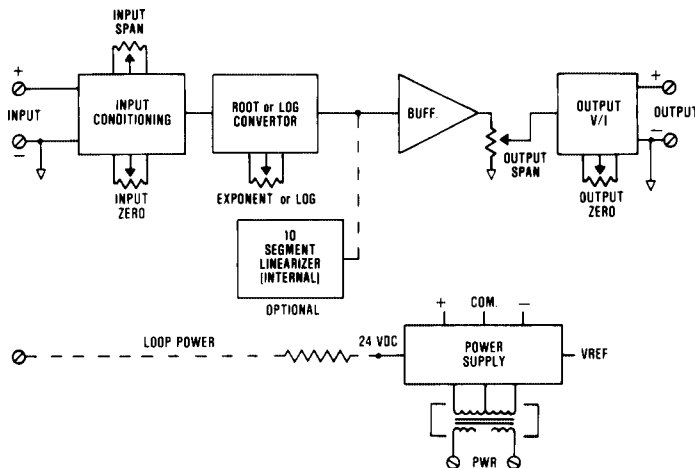 INPUT
SPAN
+
INPUT
−
INPUT
CONDITIONING
INPUT
ZERO
ROOT or LOG
CONVERTOR
EXPONENT or LOG
10
SEGMENT
LINEARIZER
(INTERNAL)
OPTIONAL
BUFF.
OUTPUT
SPAN
OUTPUT
V/I
OUTPUT
ZERO
+
OUTPUT
−
LOOP POWER
24 VDC
+
COM.
−
POWER
SUPPLY
VREF
PWR